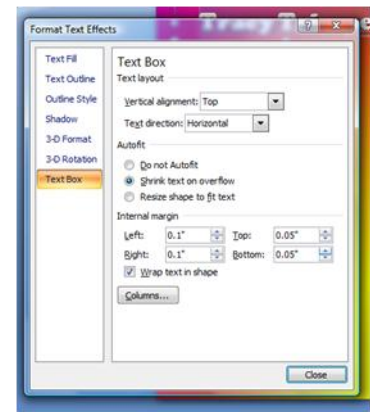 Format Text Effects
Text Fill
Text Outline
Outline Style
Shadow
3-D Format
3-D Rotation
Text Box
Text Box
Text layout
Vertical alignment: Top
Text direction: Horizontal
Autofit
Do not Autofit
Shrink text on overflow
Resize shape to fit text
Internal margin
Left: 0.1" Top: 0.05"
Right: 0.1" Bottom: 0.05"
Wrap text in shape
Columns...
Close